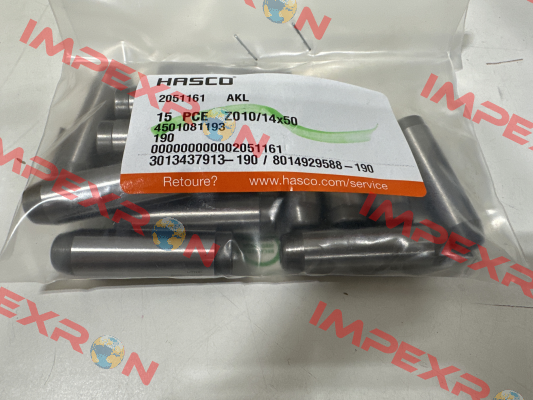 HASCO
2051161 AKL
15 PCE Z010/14x50
4501081193
190
000000000002051161
3013437913-190 / 8014929588-190
Retoure? www.hasco.com/service
IMPEXRON
IMPEXRON
IMPEXRON
IMPEXRON
IMPEXRON